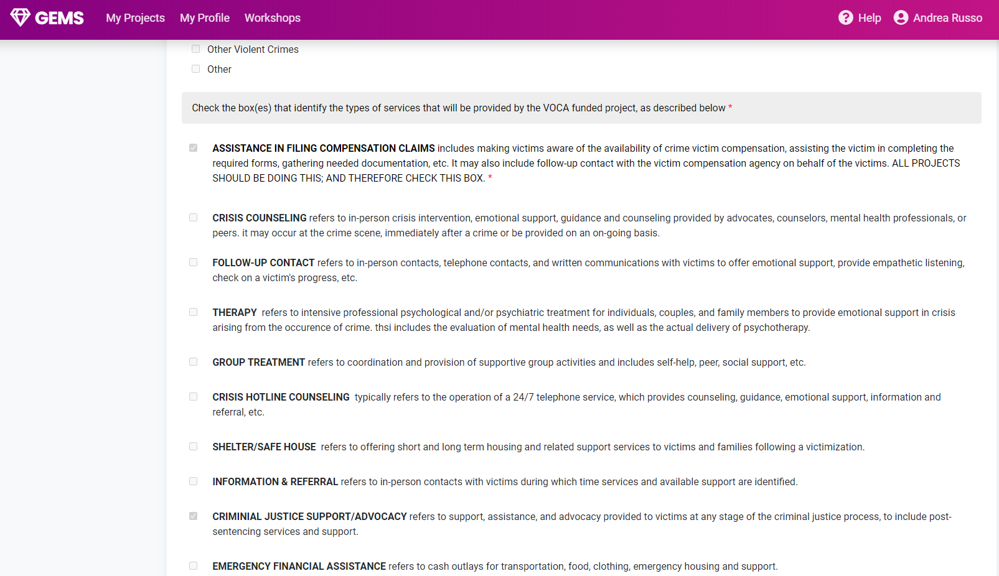 GEMS My Projects My Profile Workshops Help Andrea Russo
Other Violent Crimes
Other
Check the box(es) that identify the types of services that will be provided by the VOCA funded project, as described below *
ASSISTANCE IN FILING COMPENSATION CLAIMS includes making victims aware of the availability of crime victim compensation, assisting the victim in completing the
required forms, gathering needed documentation, etc. It may also include follow-up contact with the victim compensation agency on behalf of the victims. ALL PROJECTS
SHOULD BE DOING THIS; AND THEREFORE CHECK THIS BOX. *
CRISIS COUNSELING refers to in-person crisis intervention, emotional support, guidance and counseling provided by advocates, counselors, mental health professionals, or
peers. it may occur at the crime scene, immediately after a crime or be provided on an on-going basis.
FOLLOW-UP CONTACT refers to in-person contacts, telephone contacts, and written communications with victims to offer emotional support, provide empathetic listening,
check on a victim's progress, etc.
THERAPY refers to intensive professional psychological and/or psychiatric treatment for individuals, couples, and family members to provide emotional support in crisis
arising from the occurence of crime. thsi includes the evaluation of mental health needs, as well as the actual delivery of psychotherapy.
GROUP TREATMENT refers to coordination and provision of supportive group activities and includes self-help, peer, social support, etc.
CRISIS HOTLINE COUNSELING typically refers to the operation of a 24/7 telephone service, which provides counseling, guidance, emotional support, information and
referral, etc.
SHELTER/SAFE HOUSE refers to offering short and long term housing and related support services to victims and families following a victimization.
INFORMATION & REFERRAL refers to in-person contacts with victims during which time services and available support are identified.
CRIMINIAL JUSTICE SUPPORT/ADVOCACY refers to support, assistance, and advocacy provided to victims at any stage of the criminal justice process, to include post-
sentencing services and support.
EMERGENCY FINANCIAL ASSISTANCE refers to cash outlays for transportation, food, clothing, emergency housing and support.